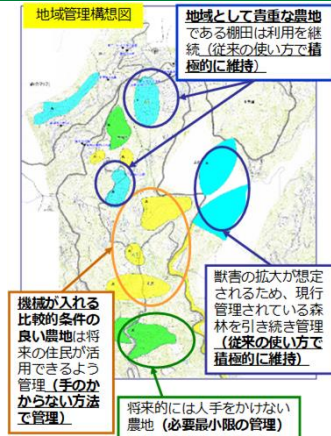 地域管理構想図
地域として貴重な農地
である棚田は利用を継
続（従来の使い方で積
極的に維持）
獣害の拡大が想定
されるため、現行
管理されている森
林を引き続き管理
（従来の使い方で
積極的に維持）
機械が入れる
比較的条件の
良い農地は将
来の住民が活
用できるよう
管理（手のか
からない方法
で管理）
将来的には人手をかけない
農地（必要最小限の管理）